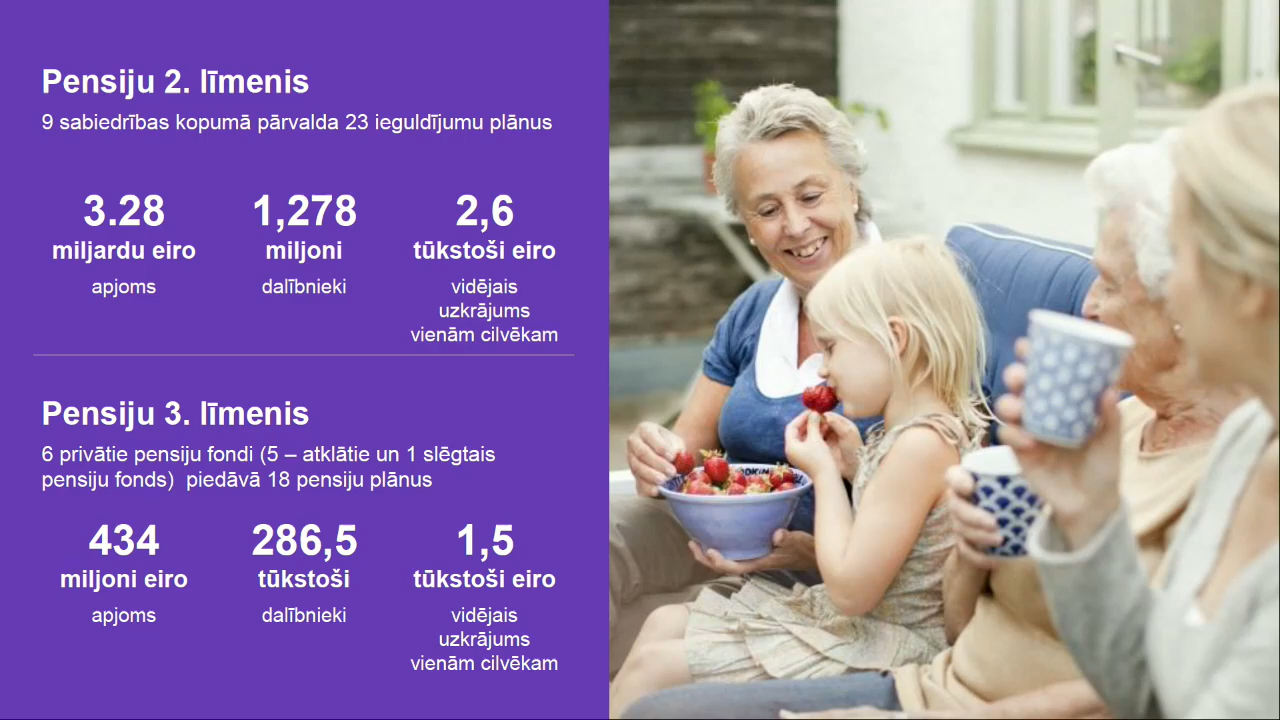 Pensiju 2. līmenis
9 sabiedrības kopumā pārvalda 23 ieguldījumu plānus
3.28
miljardu eiro
apjoms
1,278
miljoni
dalībnieki
2,6
tūkstoši eiro
vidējais
uzkrājums
vienām cilvēkam
Pensiju 3. līmenis
6 privātie pensiju fondi (5 – atklātie un 1 slēgtais
pensiju fonds)  piedāvā 18 pensiju plānus
434
miljoni eiro
apjoms
286,5
tūkstoši
dalībnieki
1,5
tūkstoši eiro
vidējais
uzkrājums
vienām cilvēkam